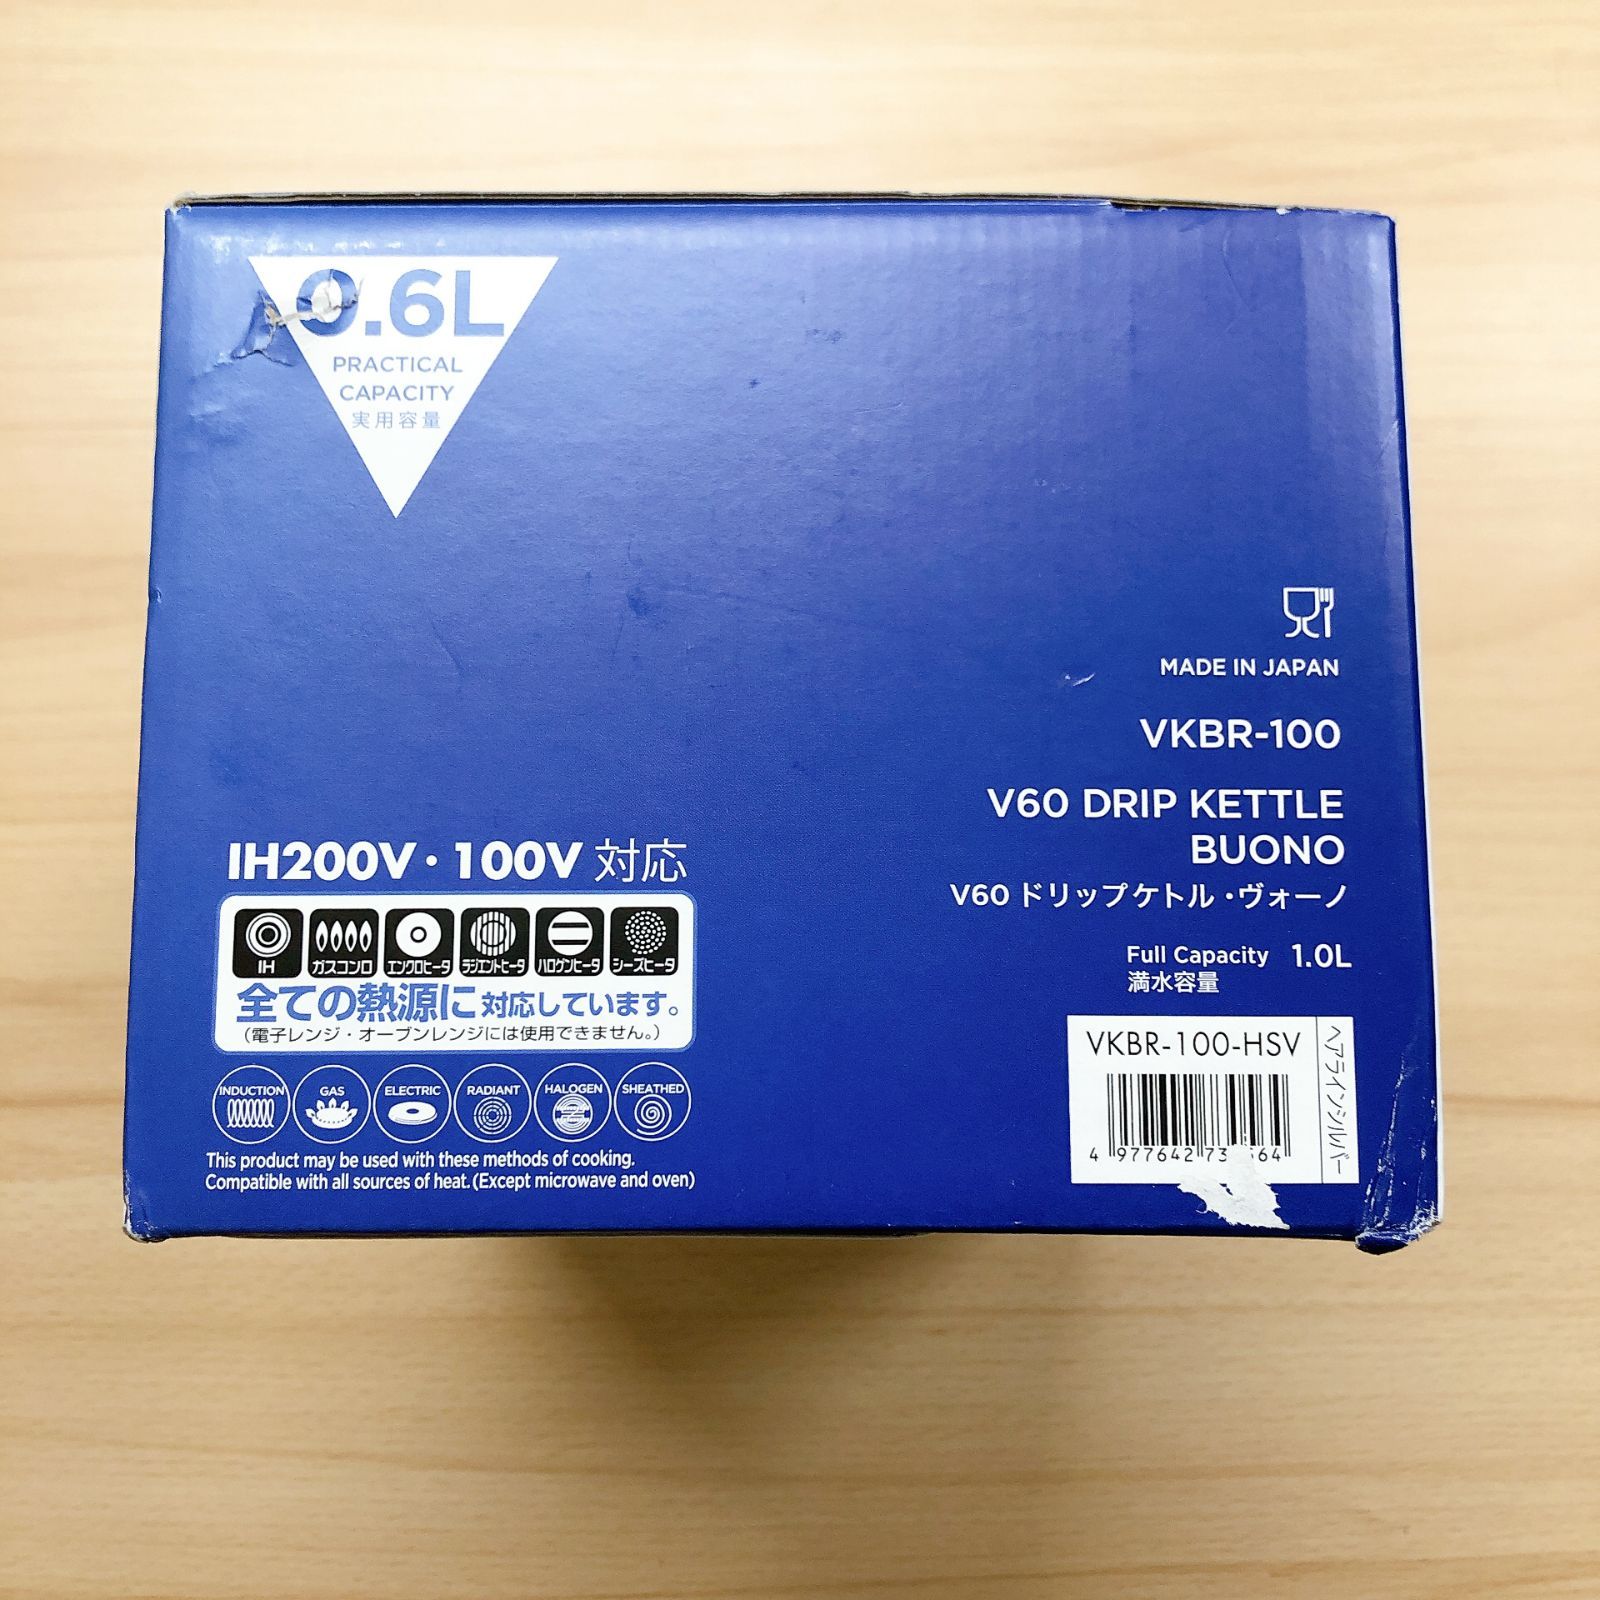 0.6L
PRACTICAL
CAPACITY
実用容量
MADE IN JAPAN
VKBR-100
V60 DRIP KETTLE
BUONO
V60 ドリップケトル・ヴォーノ
Full Capacity 1.0L
満水容量
VKBR-100-HSV
ヘアラインシルバー
IH200V・100V 対応
IH ガスコンロ エンクロヒータ ラジエントヒータ ハロゲンヒータ シーズヒータ
全ての熱源に対応しています。
（電子レンジ・オーブンレンジには使用できません。）
INDUCTION GAS ELECTRIC RADIANT HALOGEN SHEATHED
This product may be used with these methods of cooking.
Compatible with all sources of heat. (Except microwave and oven)